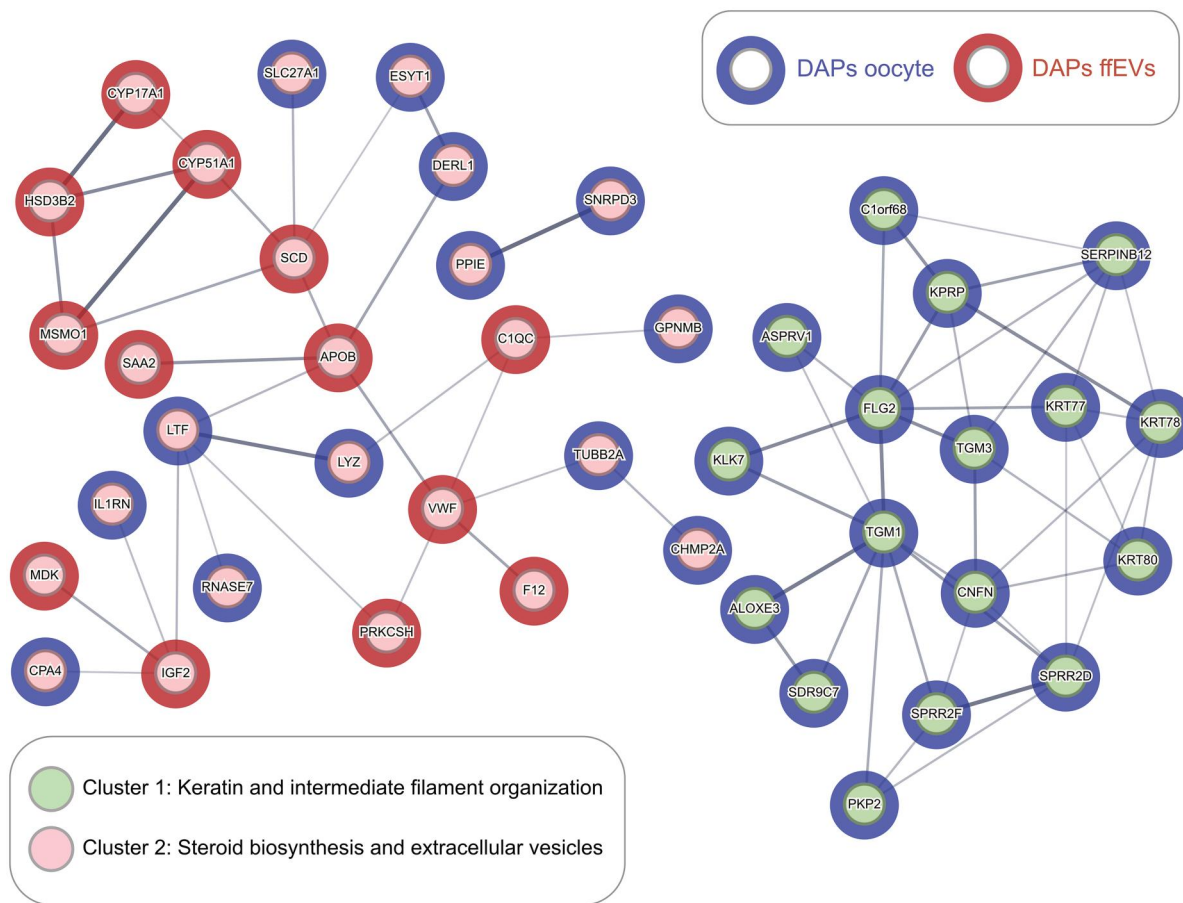 DAPs oocyte
DAPs ffEVs
SLC27A1
ESYT1
CYP17A1
CYP51A1
DERL1
HSD3B2
SNRPD3
C1orf68
SCD
PPIE
SERPINB12
KPRP
MSMO1
SAA2
APOB
C1QC
GPNMB
ASPRV1
FLG2
KRT77
KRT78
LTF
LYZ
TUBB2A
KLK7
TGM3
IL1RN
VWF
TGM1
CHMP2A
KRT80
MDK
RNASE7
F12
ALOXE3
CNFN
PRKCSH
CPA4
IGF2
SDR9C7
SPRR2D
SPRR2F
PKP2
Cluster 1: Keratin and intermediate filament organization
Cluster 2: Steroid biosynthesis and extracellular vesicles